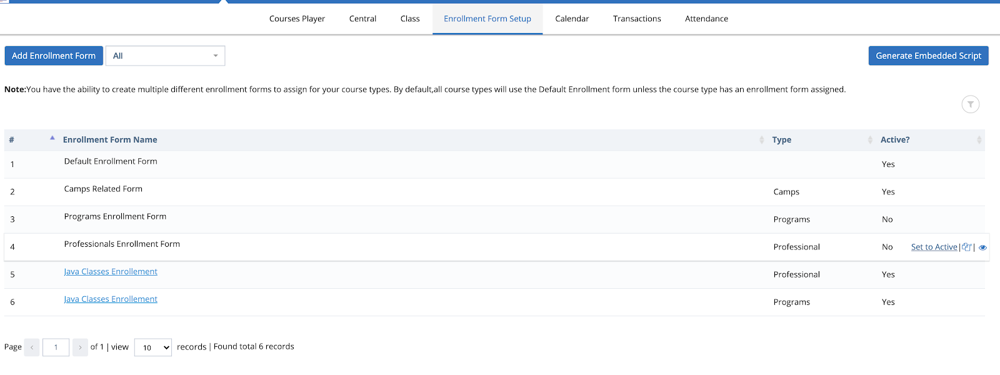 Courses Player Central Class Enrollment Form Setup Calendar Transactions Attendance
Add Enrollment Form All Generate Embedded Script
Note:You have the ability to create multiple different enrollment forms to assign for your course types. By default,all course types will use the Default Enrollment form unless the course type has an enrollment form assigned.
# Enrollment Form Name Type Active?
1 Default Enrollment Form Yes
2 Camps Related Form Camps Yes
3 Programs Enrollment Form Programs No
4 Professionals Enrollment Form Professional No Set to Active | |
5 Java Classes Enrollement Professional Yes
6 Java Classes Enrollement Programs Yes
Page < 1 > of 1 | view 10 records | Found total 6 records